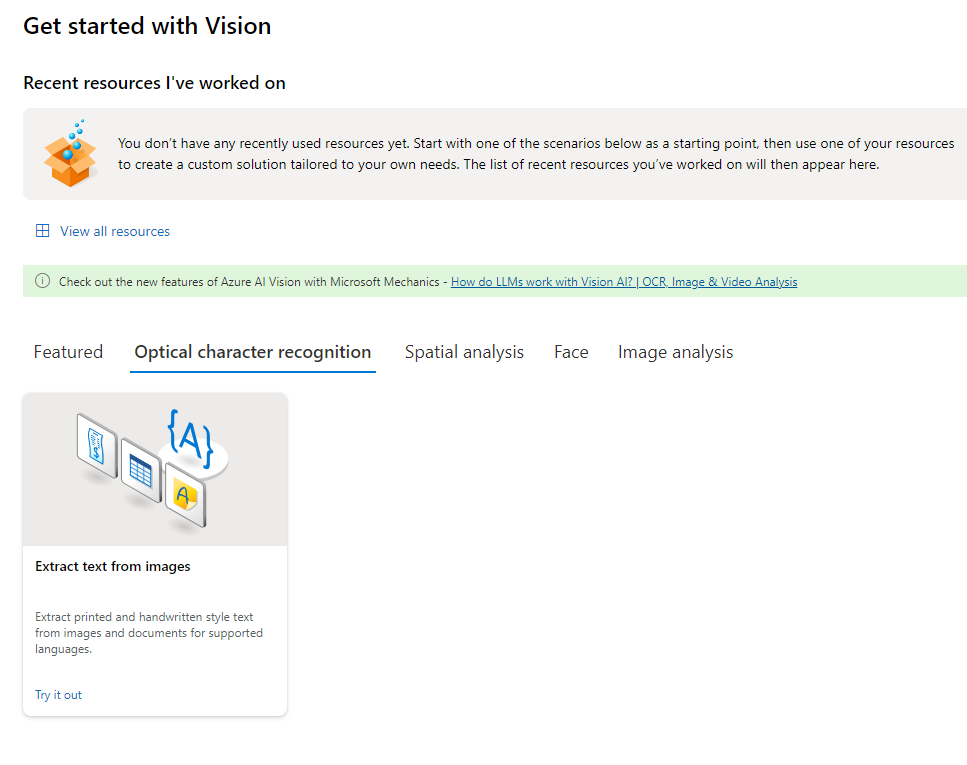 Get started with Vision
Recent resources I've worked on
You don't have any recently used resources yet. Start with one of the scenarios below as a starting point, then use one of your resources
to create a custom solution tailored to your own needs. The list of recent resources you've worked on will then appear here.
View all resources
Check out the new features of Azure AI Vision with Microsoft Mechanics - How do LLMs work with Vision AI? | OCR, Image & Video Analysis
Featured Optical character recognition Spatial analysis Face Image analysis
{A}
$
A
Extract text from images
Extract printed and handwritten style text
from images and documents for supported
languages.
Try it out